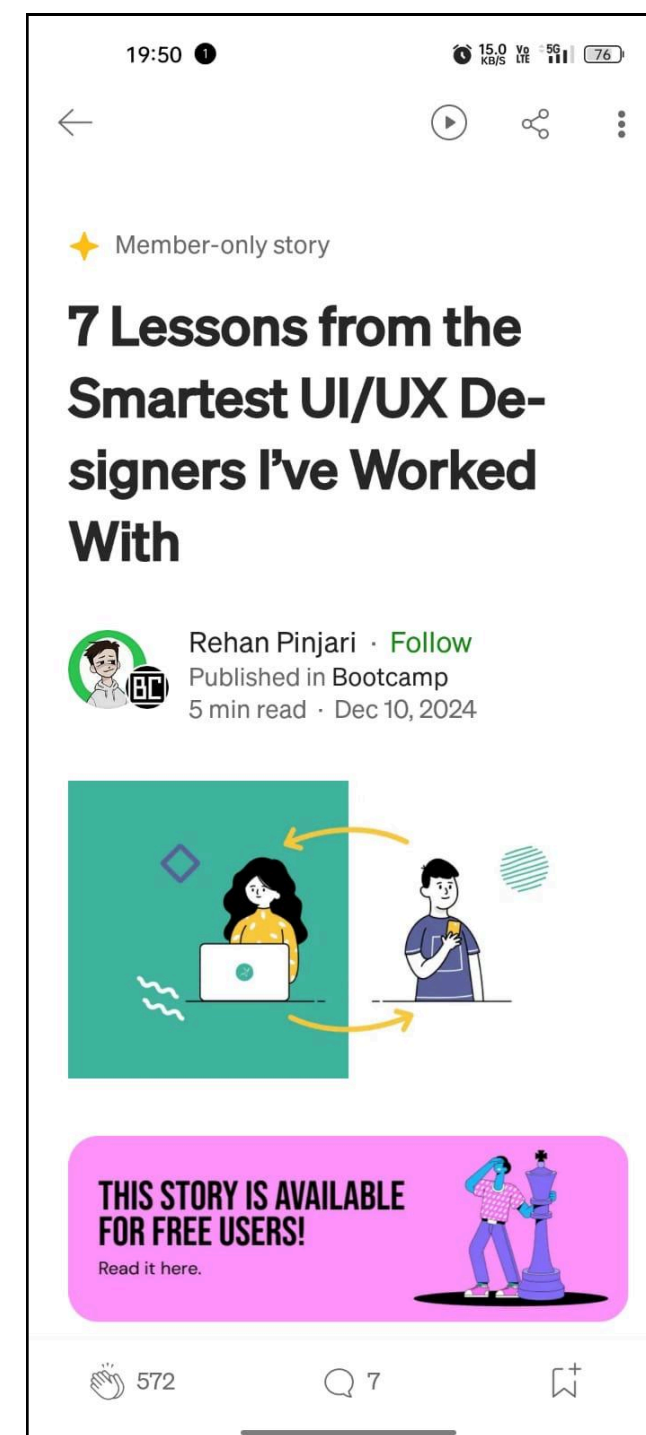 19:50 1
15.0 KB/S Vo LTE 5G 76
Member-only story
7 Lessons from the
Smartest UI/UX De-
signers I've Worked
With
Rehan Pinjari · Follow
BC
Published in Bootcamp
5 min read · Dec 10, 2024
THIS STORY IS AVAILABLE
FOR FREE USERS!
Read it here.
572
7